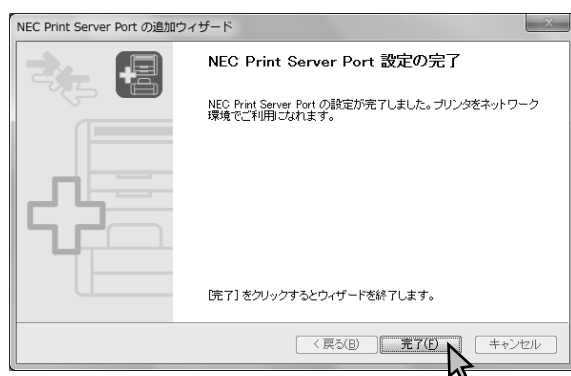 NEC Print Server Port の追加ウィザード
NEC Print Server Port 設定の完了
NEC Print Server Port の設定が完了しました。プリンタをネットワーク
環境でご利用になれます。
[完了] をクリックするとウィザードを終了します。
< 戻る(B)
完了(F)
キャンセル